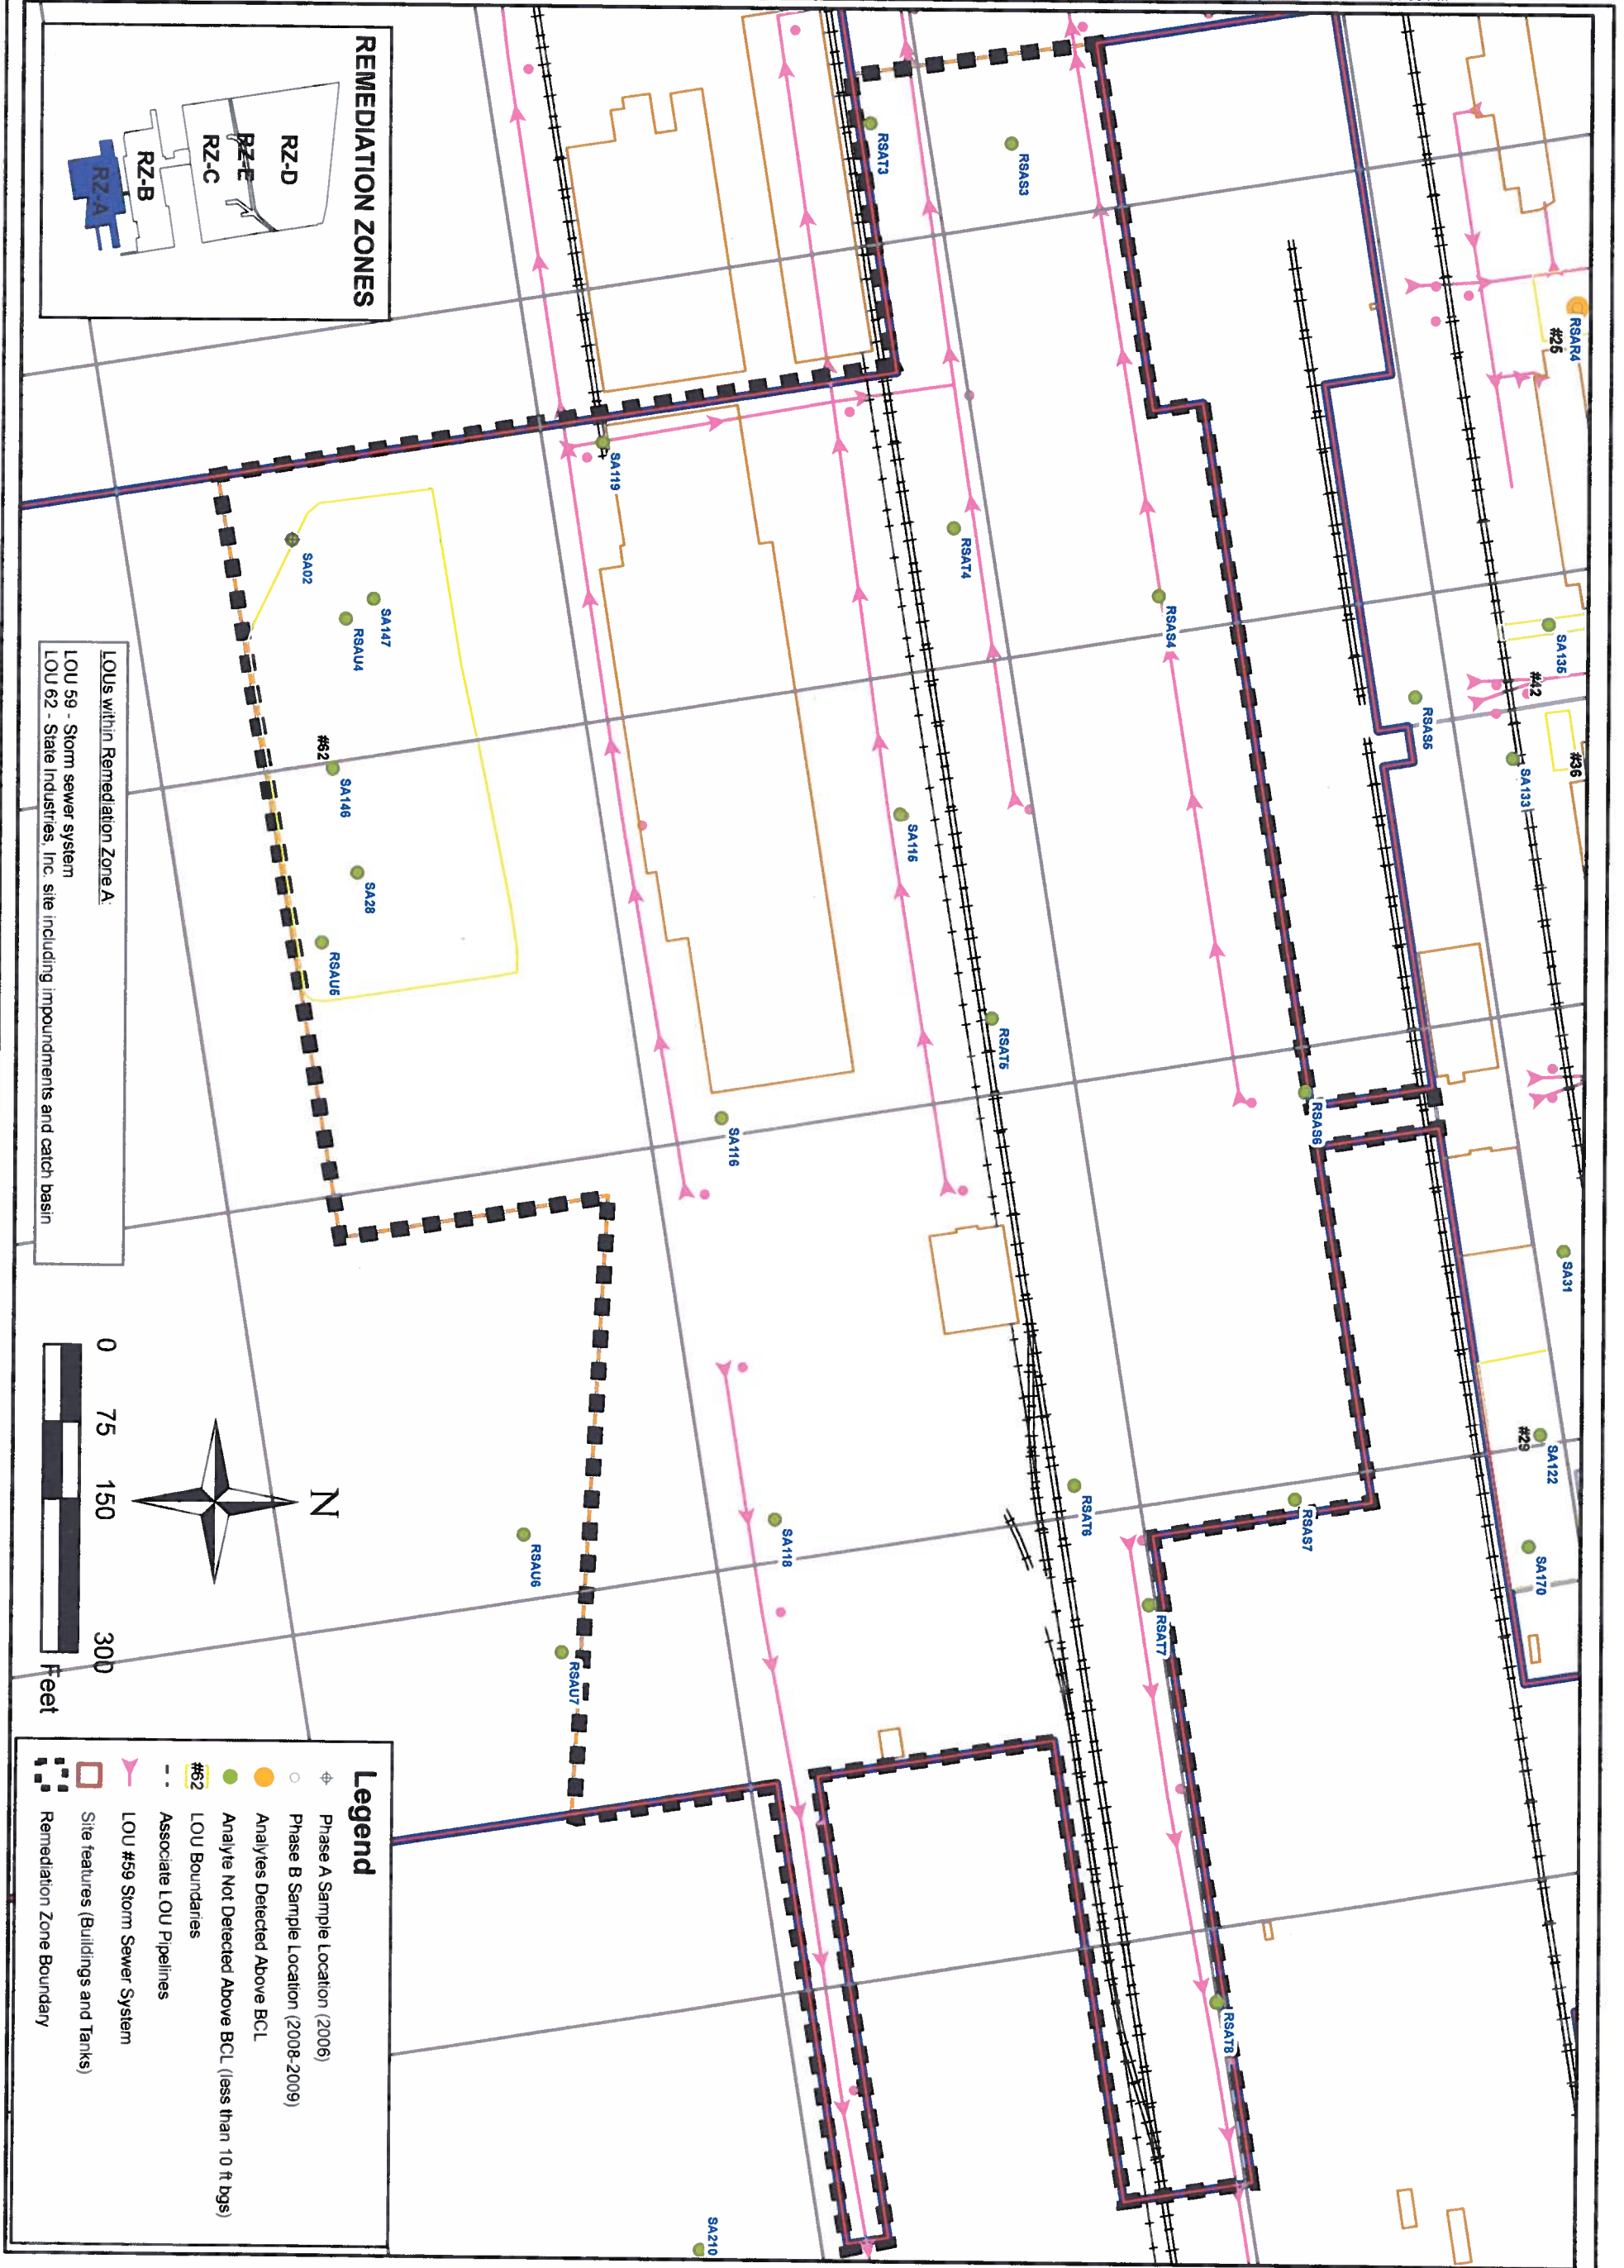 RSAR4
#25
SA135
#42
RSAS5
#36
SA133
SA31
SA122
#29
SA170
RSAT3
RSAS3
RSAS4
RSAT4
SA115
RSAT5
RSAS6
RSAS7
RSAT6
RSAT7
RSAT8
SA119
SA02
SA147
RSAU4
#62
SA146
SA28
RSAU5
SA116
SA118
RSAU6
RSAU7
SA210
REMEDIATION ZONES
RZ-D
RZ-E
RZ-C
RZ-B
RZ-A
LOUs within Remediation Zone A:
LOU 59 - Storm sewer system
LOU 62 - State Industries, Inc. site including impoundments and catch basin
0 75 150 300
Feet
N
Legend
Phase A Sample Location (2006)
Phase B Sample Location (2008-2009)
Analytes Detected Above BCL
Analyte Not Detected Above BCL (less than 10 ft bgs)
#62 LOU Boundaries
Associate LOU Pipelines
LOU #59 Storm Sewer System
Site features (Buildings and Tanks)
Remediation Zone Boundary